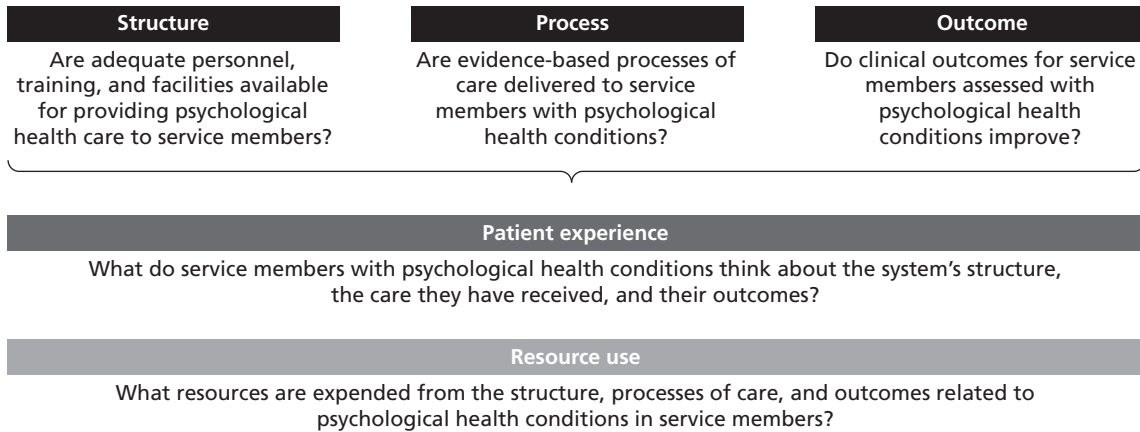 Structure
Are adequate personnel,
training, and facilities available
for providing psychological
health care to service members?
Process
Are evidence-based processes of
care delivered to service
members with psychological
health conditions?
Outcome
Do clinical outcomes for service
members assessed with
psychological health
conditions improve?
Patient experience
What do service members with psychological health conditions think about the system’s structure,
the care they have received, and their outcomes?
Resource use
What resources are expended from the structure, processes of care, and outcomes related to
psychological health conditions in service members?